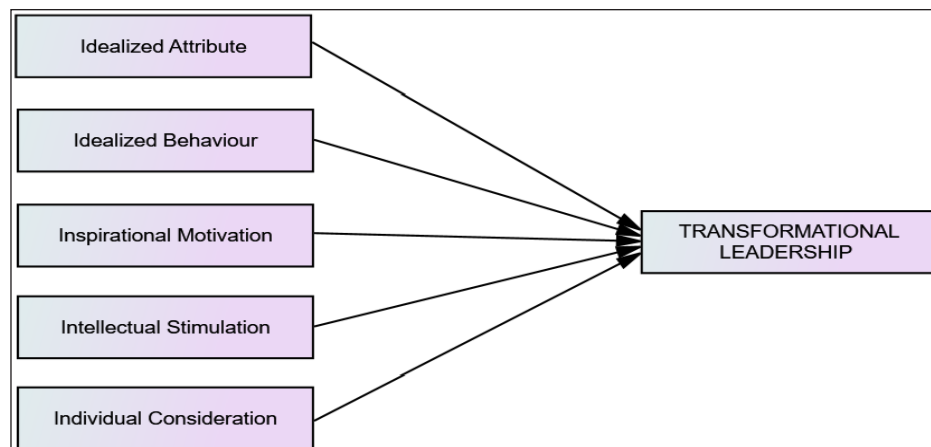 Idealized Attribute
Idealized Behaviour
Inspirational Motivation
TRANSFORMATIONAL
LEADERSHIP
Intellectual Stimulation
Individual Consideration